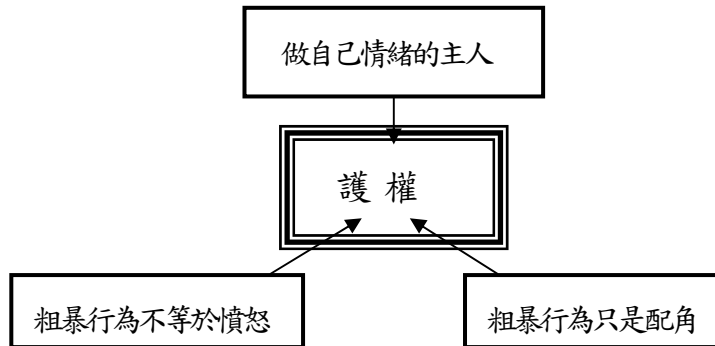 做自己情緒的主人
護權
粗暴行為不等於憤怒
粗暴行為只是配角